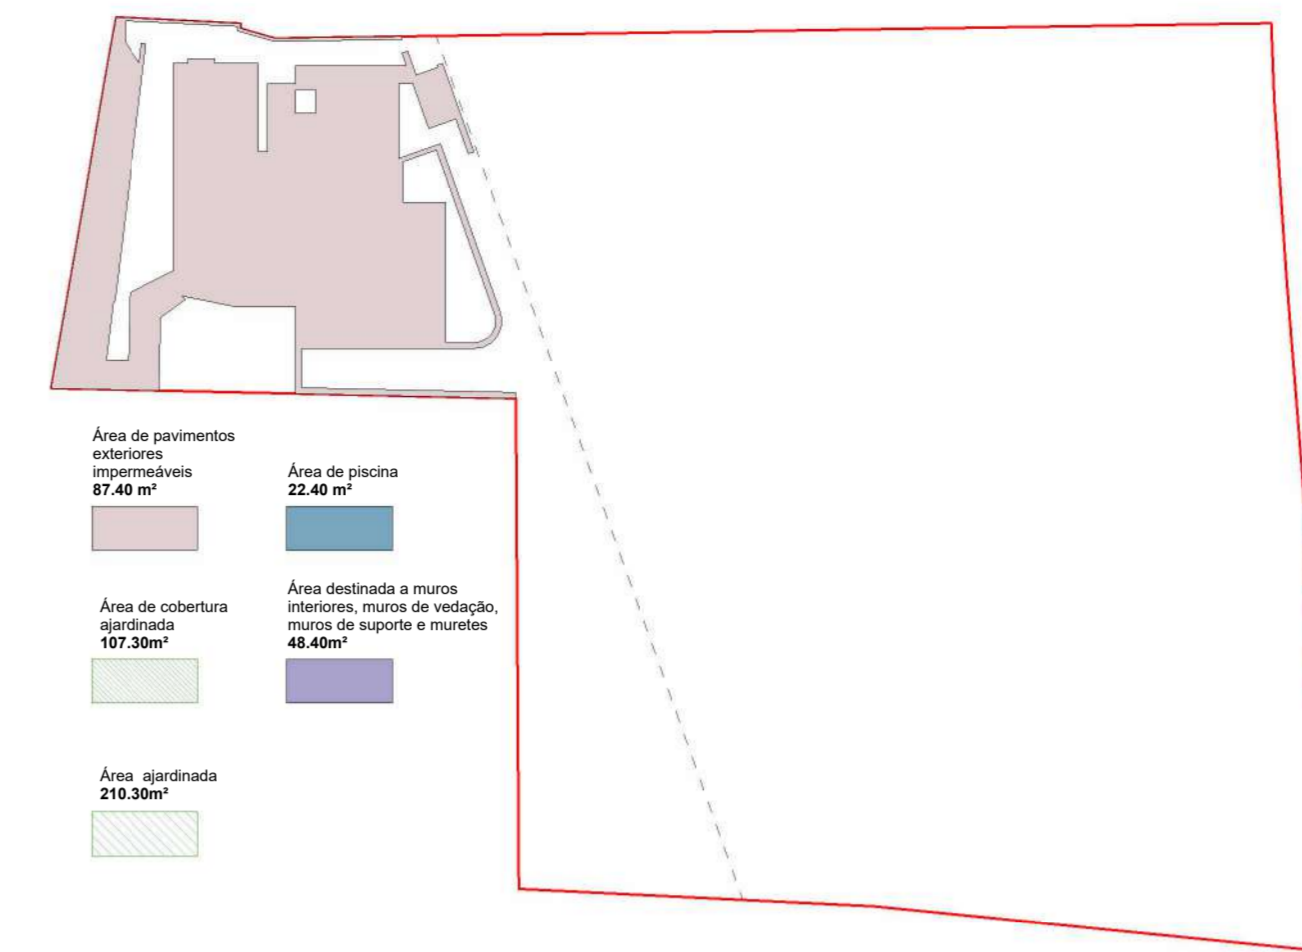 Área de pavimentos
exteriores
impermeáveis
87.40 m²
Área de piscina
22.40 m²
Área de cobertura
ajardinada
107.30m²
Área destinada a muros
interiores, muros de vedação,
muros de suporte e muretes
48.40m²
Área  ajardinada
210.30m²